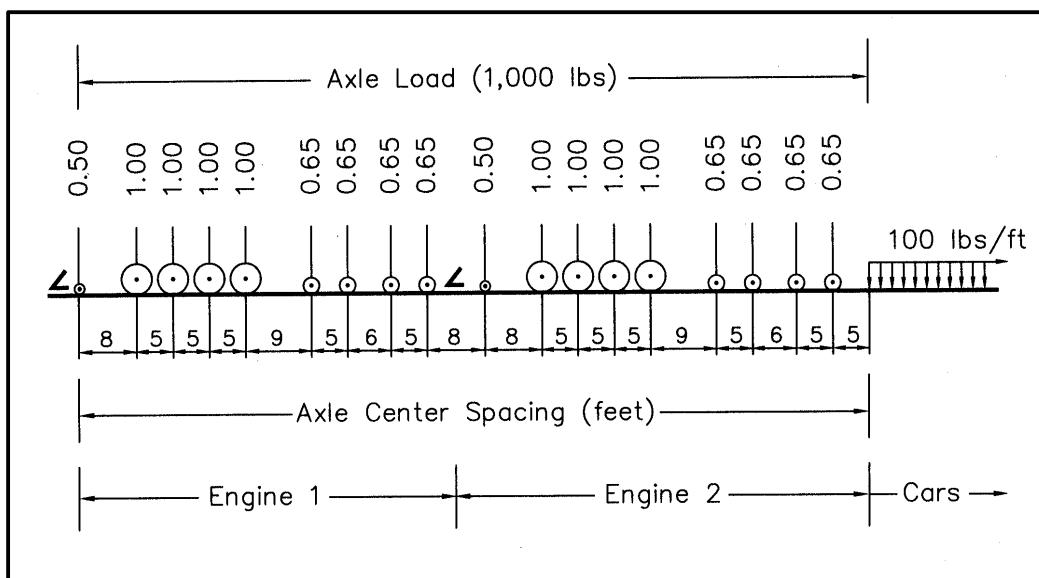 Axle Load (1,000 lbs)
0.50 1.00 1.00 1.00 1.00 0.65 0.65 0.65 0.65 0.50 1.00 1.00 1.00 1.00 0.65 0.65 0.65 0.65
100 lbs/ft
8 5 5 5 9 5 6 5 8 8 5 5 5 9 5 6 5 5
Axle Center Spacing (feet)
Engine 1 Engine 2 Cars